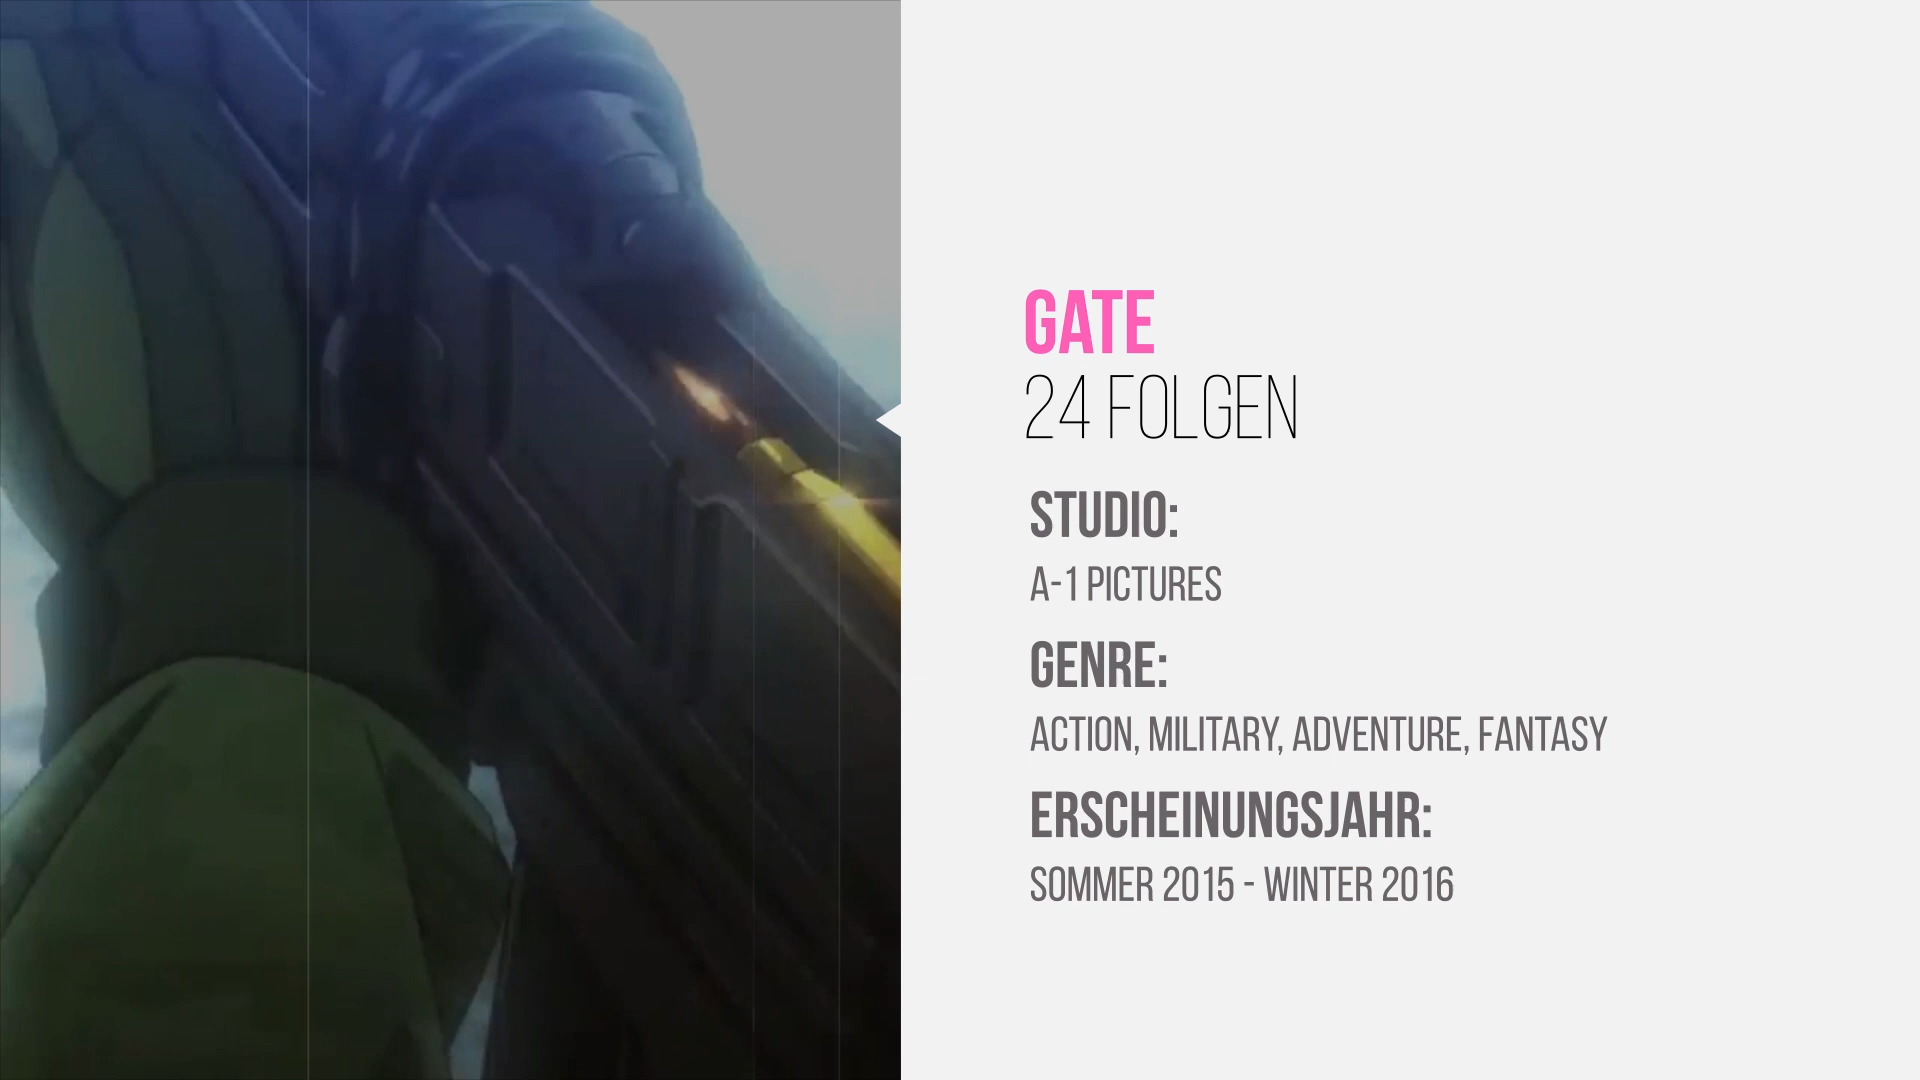 GATE
24 FOLGEN
STUDIO:
A-1 PICTURES
GENRE:
ACTION, MILITARY, ADVENTURE, FANTASY
ERSCHEINUNGSJAHR:
SOMMER 2015 - WINTER 2016